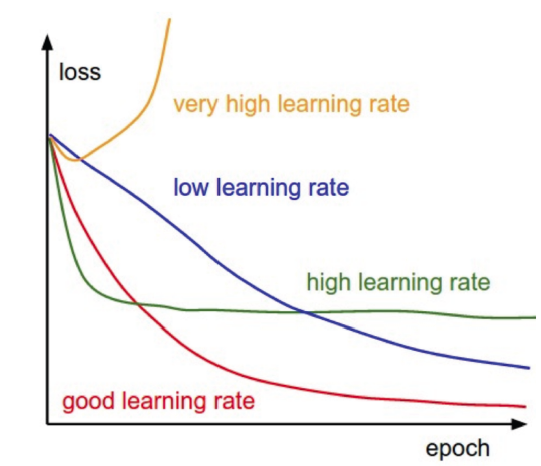 loss
very high learning rate
low learning rate
high learning rate
good learning rate
epoch